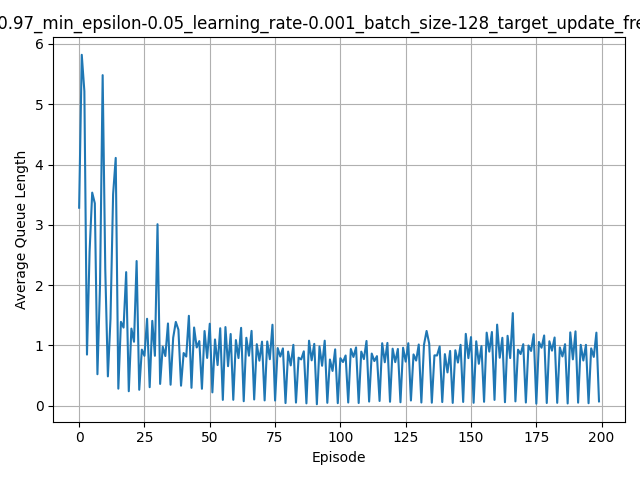 0.97_min_epsilon-0.05_learning_rate-0.001_batch_size-128_target_update_fre
6
5
4
3
2
1
0
Average Queue Length
0 25 50 75 100 125 150 175 200
Episode